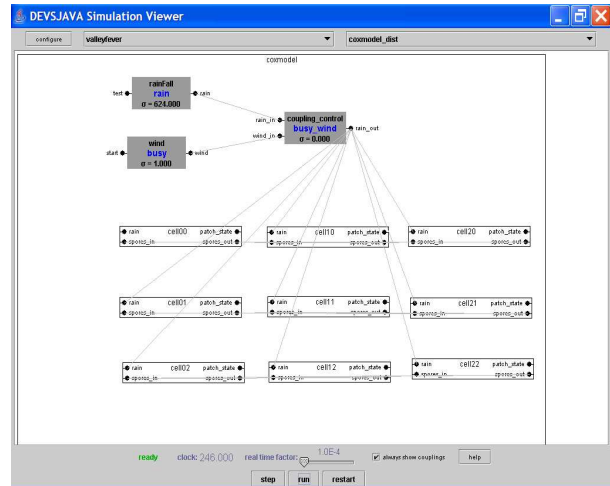 DEVSJAVA Simulation Viewer
configure valleyfever coxmodel_dist
coxmodel
rainFall
test rain rain
σ = 624.000
coupling_control
rain_in busy_wind rain_out
wind_in σ = 0.000
wind
start busy wind
σ = 1.000
rain cell00 patch_state
spores_in spores_out
rain cell10 patch_state
spores_in spores_out
rain cell20 patch_state
spores_in spores_out
rain cell01 patch_state
spores_in spores_out
rain cell11 patch_state
spores_in spores_out
rain cell21 patch_state
spores_in spores_out
rain cell02 patch_state
spores_in spores_out
rain cell12 patch_state
spores_in spores_out
rain cell22 patch_state
spores_in spores_out
ready clock: 246.000 real time factor: 1.0E-4 always show couplings help
step run restart